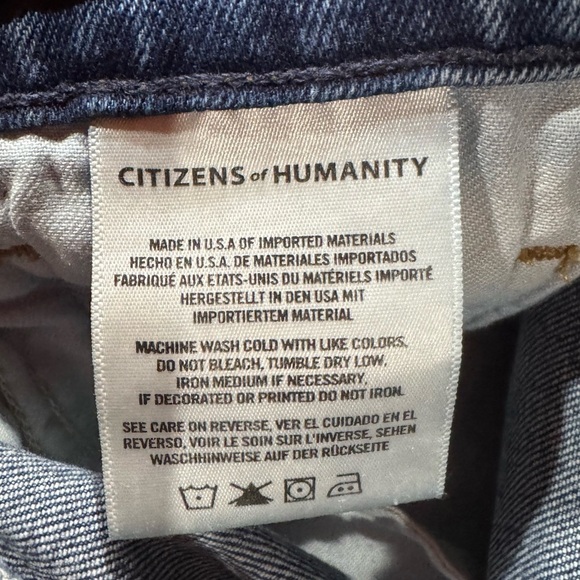 CITIZENS of HUMANITY
MADE IN U.S.A OF IMPORTED MATERIALS
HECHO EN U.S.A. DE MATERIALES IMPORTADOS
FABRIQUÉ AUX ETATS-UNIS DU MATÉRIELS IMPORTÉ
HERGESTELLT IN DEN USA MIT
IMPORTIERTEM MATERIAL
MACHINE WASH COLD WITH LIKE COLORS,
DO NOT BLEACH, TUMBLE DRY LOW,
IRON MEDIUM IF NECESSARY,
IF DECORATED OR PRINTED DO NOT IRON.
SEE CARE ON REVERSE, VER EL CUIDADO EN EL
REVERSO, VOIR LE SOIN SUR L'INVERSE, SEHEN
WASCHHINWEISE AUF DER RÜCKSEITE